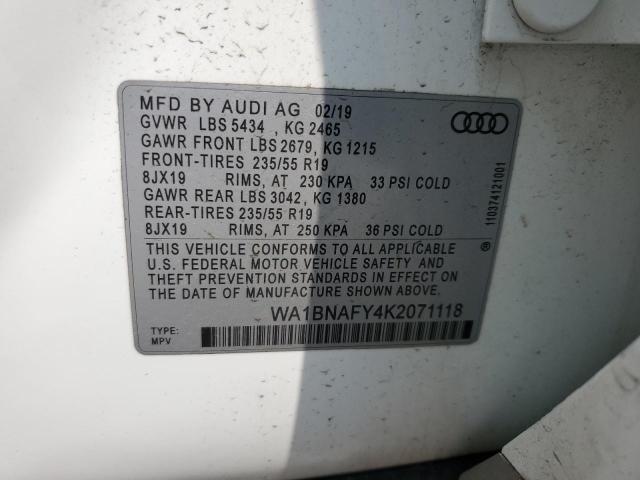 MFD BY AUDI AG 02/19
GVWR LBS 5434 , KG 2465
GAWR FRONT LBS 2679, KG 1215
FRONT-TIRES 235/55 R19
8JX19 RIMS, AT 230 KPA 33 PSI COLD
GAWR REAR LBS 3042, KG 1380
REAR-TIRES 235/55 R19
8JX19 RIMS, AT 250 KPA 36 PSI COLD
THIS VEHICLE CONFORMS TO ALL APPLICABLE
U.S. FEDERAL MOTOR VEHICLE SAFETY AND
THEFT PREVENTION STANDARDS IN EFFECT ON
THE DATE OF MANUFACTURE SHOWN ABOVE.
WA1BNAFY4K2071118
TYPE:
MPV
110374121001
®